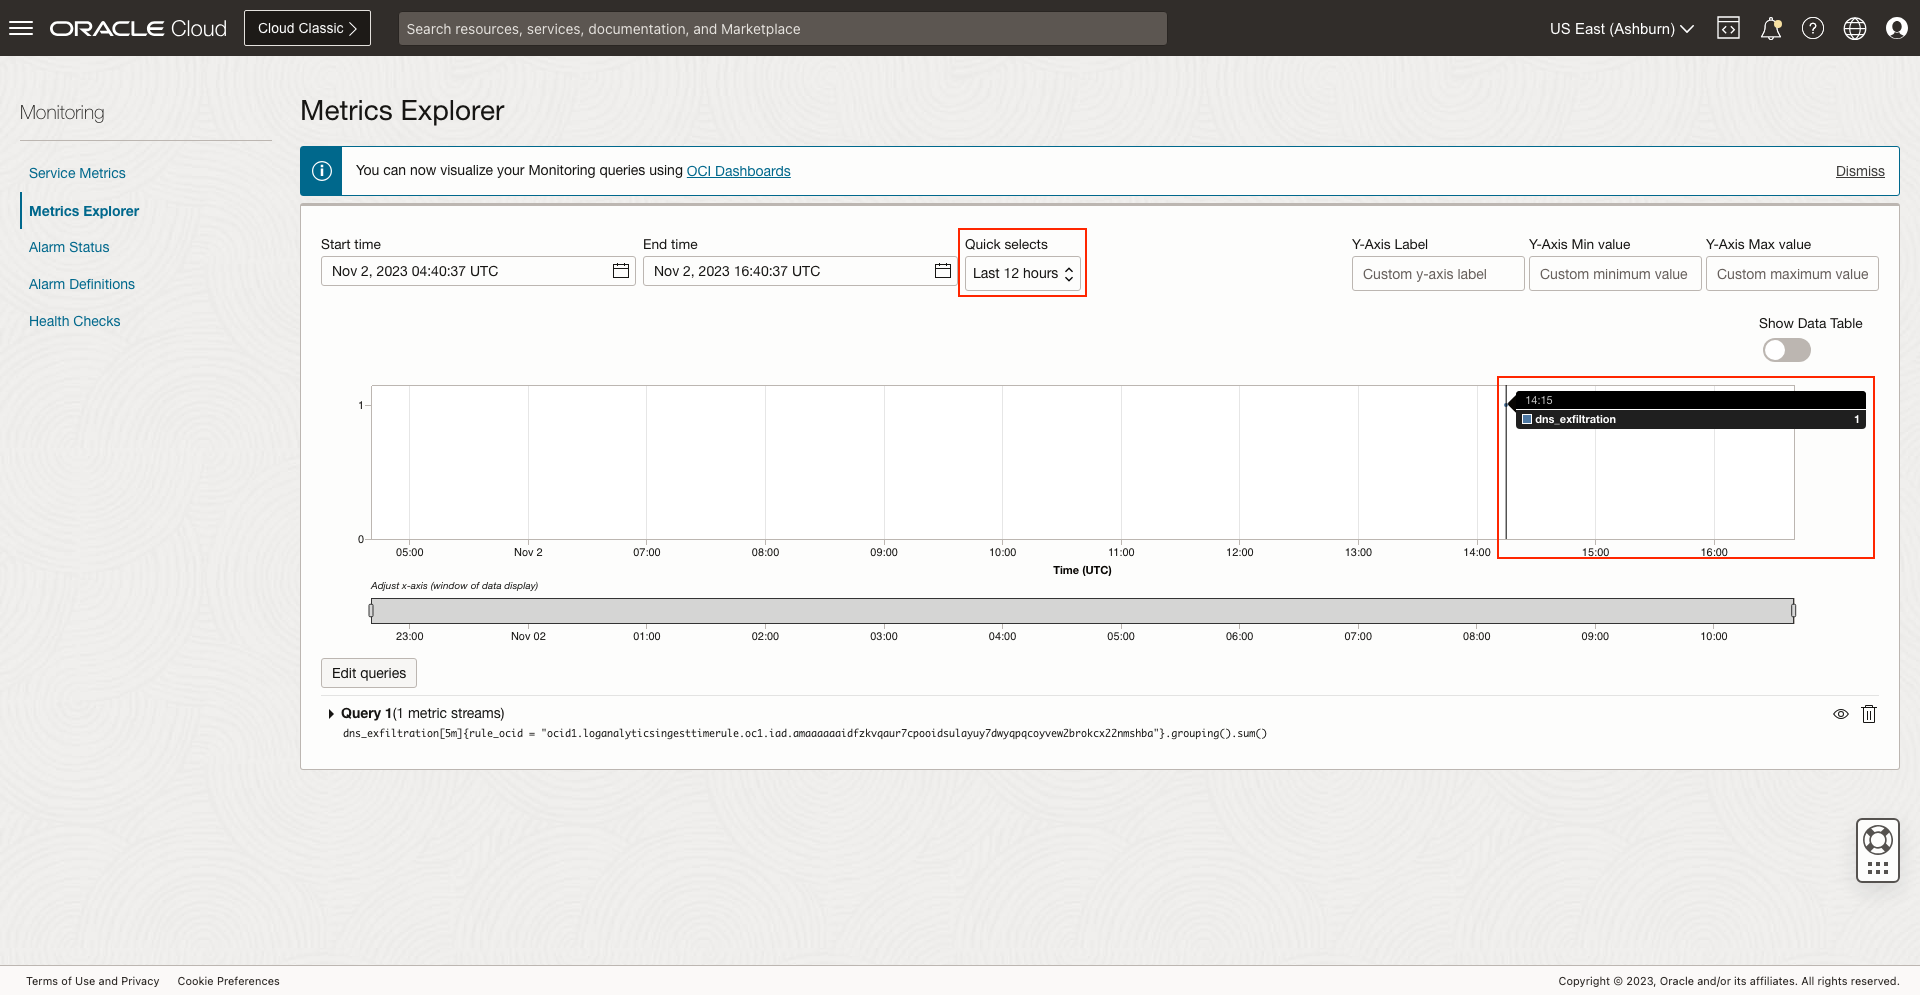 ORACLE Cloud
Cloud Classic
Search resources, services, documentation, and Marketplace
US East (Ashburn)
Monitoring
Service Metrics
Metrics Explorer
Alarm Status
Alarm Definitions
Health Checks
Metrics Explorer
You can now visualize your Monitoring queries using OCI Dashboards
Dismiss
Start time
End time
Quick selects
Y-Axis Label
Y-Axis Min value
Y-Axis Max value
Nov 2, 2023 04:40:37 UTC
Nov 2, 2023 16:40:37 UTC
Last 12 hours
Custom y-axis label
Custom minimum value
Custom maximum value
Show Data Table
14:15
dns_exfiltration 1
1
0
05:00 Nov 2 07:00 08:00 09:00 10:00 11:00 12:00 13:00 14:00 15:00 16:00
Time (UTC)
Adjust x-axis (window of data display)
23:00 Nov 02 01:00 02:00 03:00 04:00 05:00 06:00 07:00 08:00 09:00 10:00
Edit queries
Query 1(1 metric streams)
dns_exfiltration[5m]{rule_ocid = "ocid1.loganalyticsingesttimerule.oc1.iad.amaaaaaaidfzkvqaur7cpooidsulayuy7dwyqpqcoyvew2brokcx22nmshba"}.grouping().sum()
Terms of Use and Privacy
Cookie Preferences
Copyright © 2023, Oracle and/or its affiliates. All rights reserved.